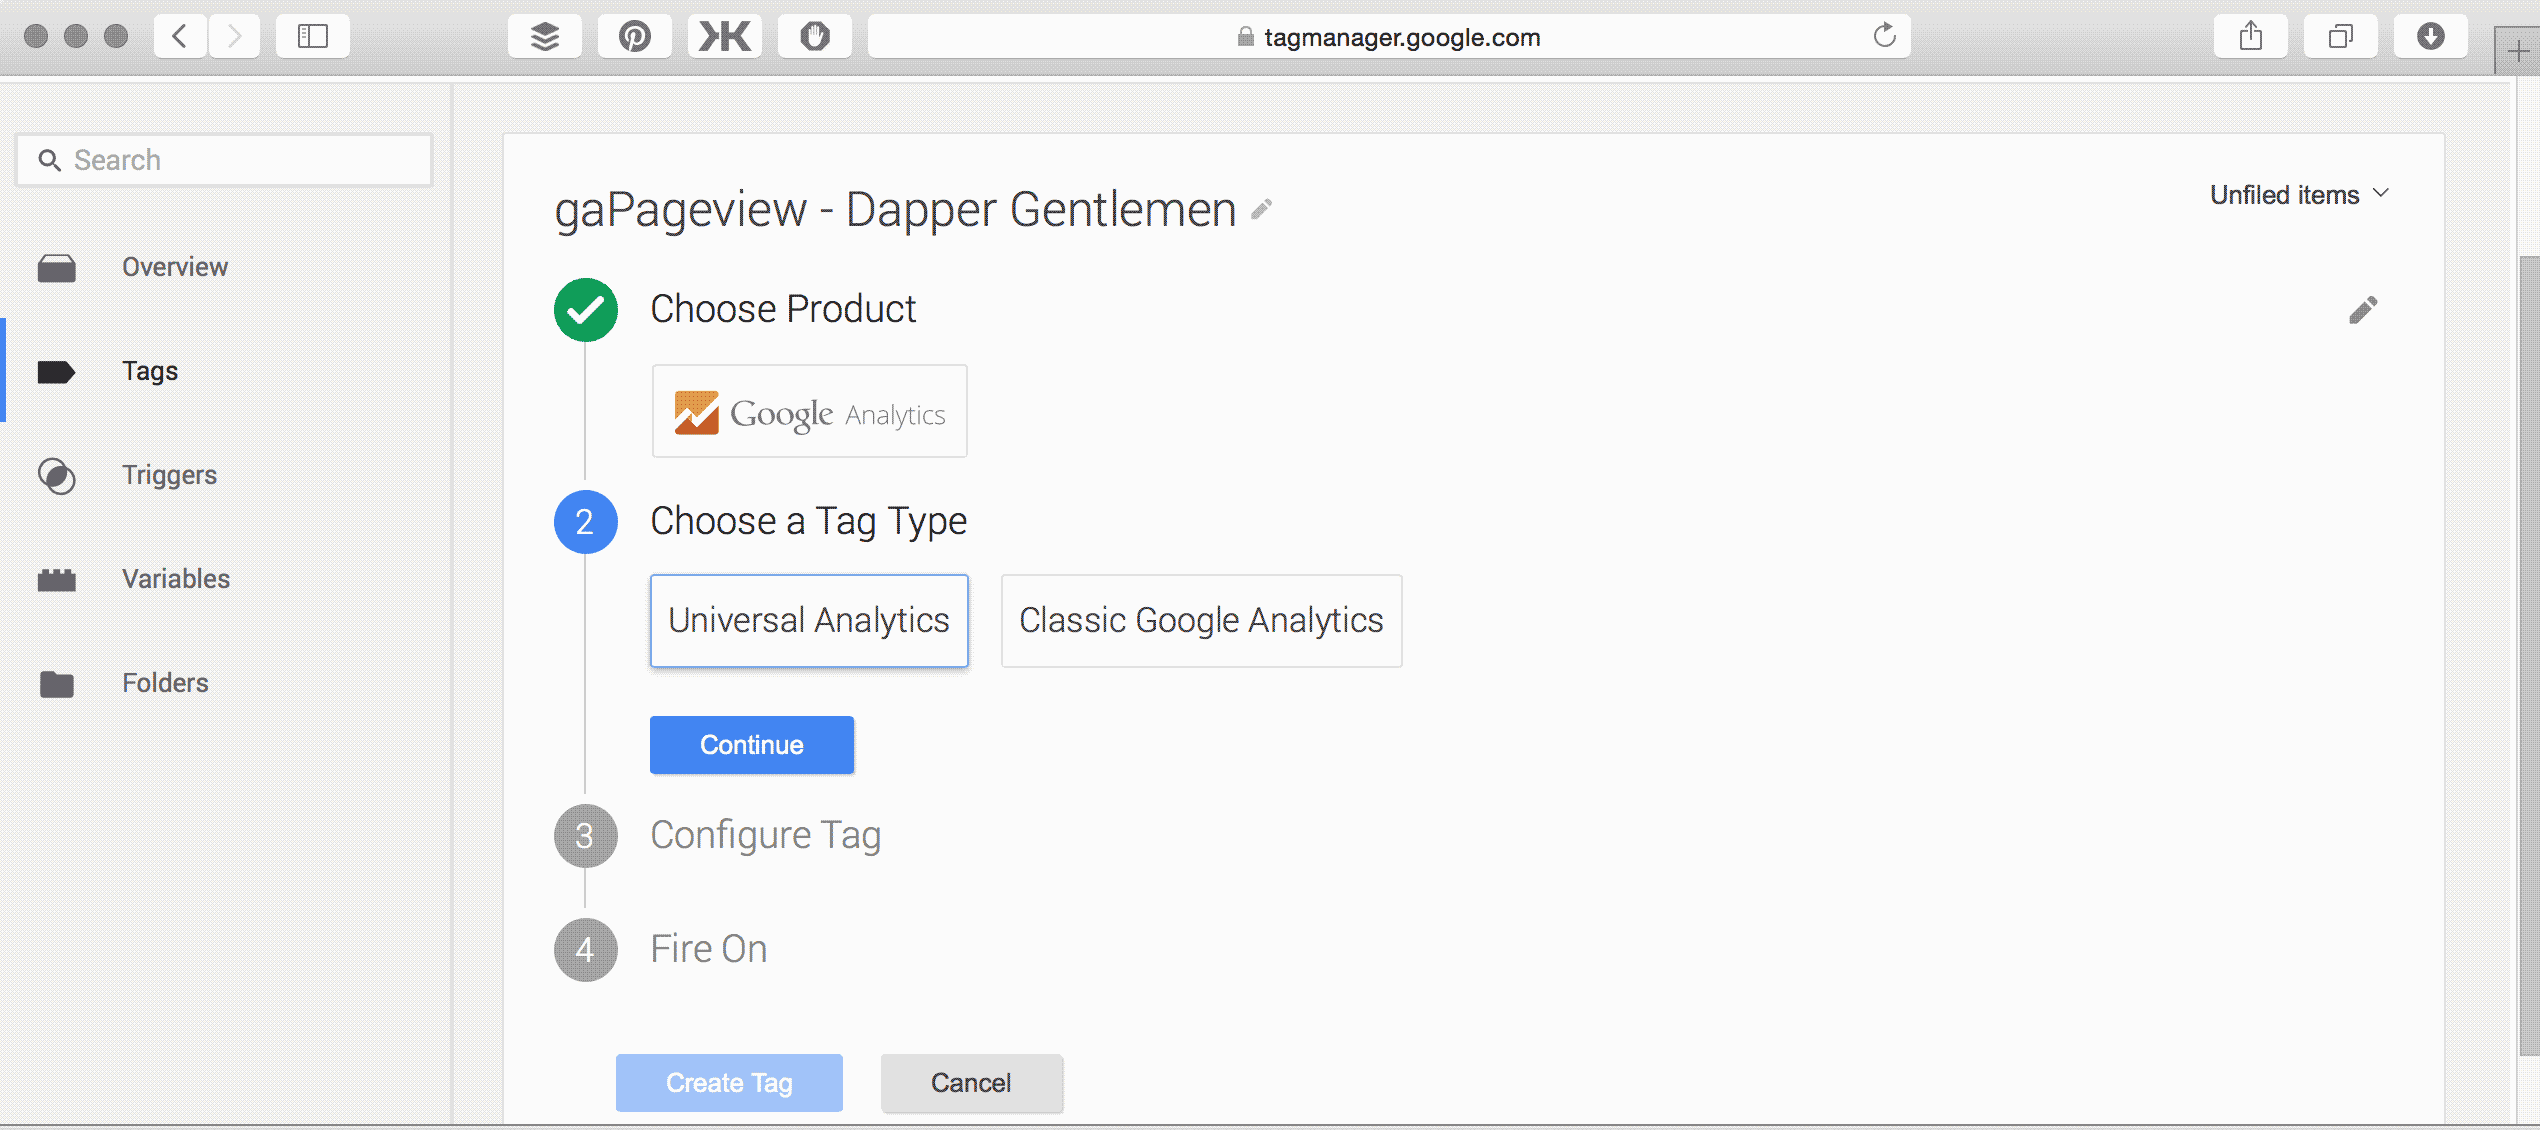 tagmanager.google.com
Search
Overview
Tags
Triggers
Variables
Folders
gaPageview - Dapper Gentlemen
Unfiled items
Choose Product
Google Analytics
2 Choose a Tag Type
Universal Analytics
Classic Google Analytics
Continue
3 Configure Tag
4 Fire On
Create Tag
Cancel